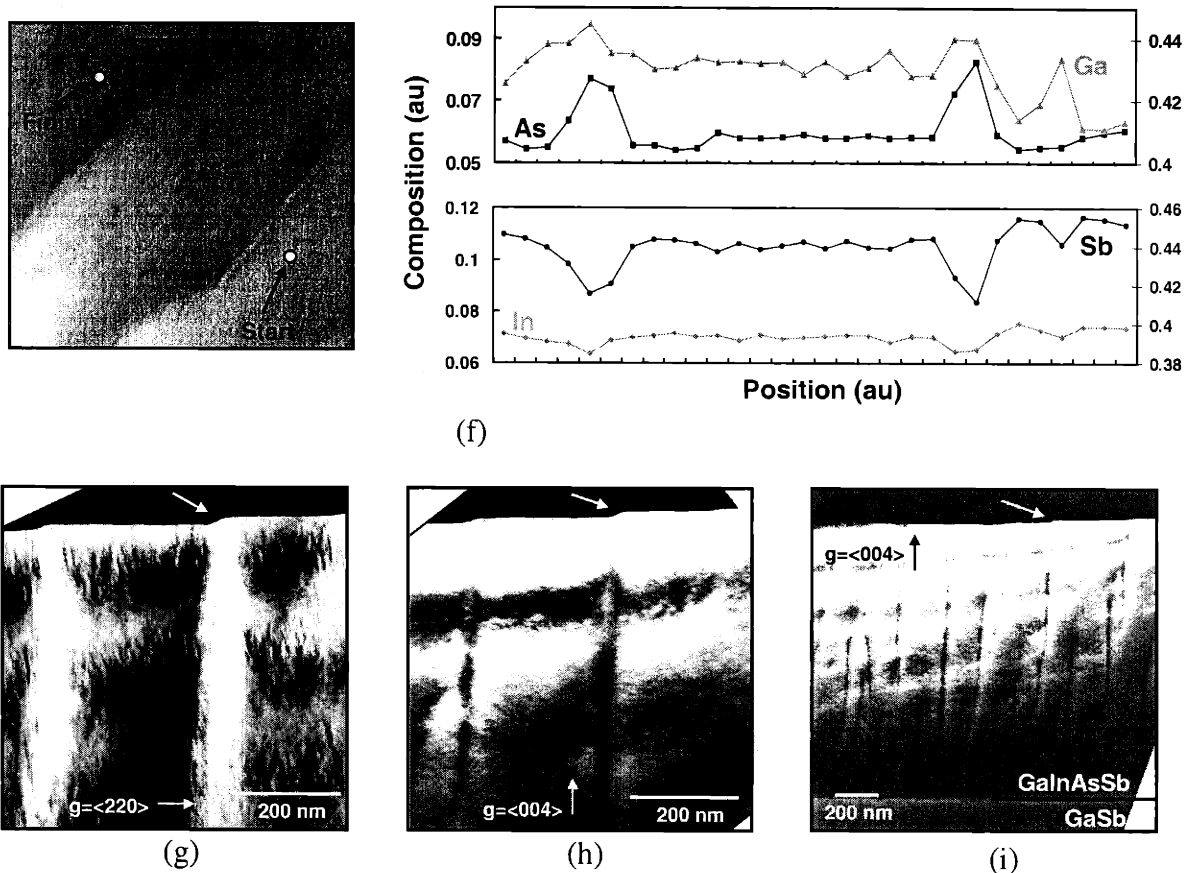 Start
Composition (au)
0.09
0.07
0.05
As
Ga
0.44
0.42
0.4
0.12
0.1
0.08
0.06
Sb
In
0.46
0.44
0.42
0.4
0.38
Position (au)
(f)
g=<220>
200 nm
(g)
g=<004>
200 nm
(h)
g=<004>
200 nm
GaInAsSb
GaSb
(i)